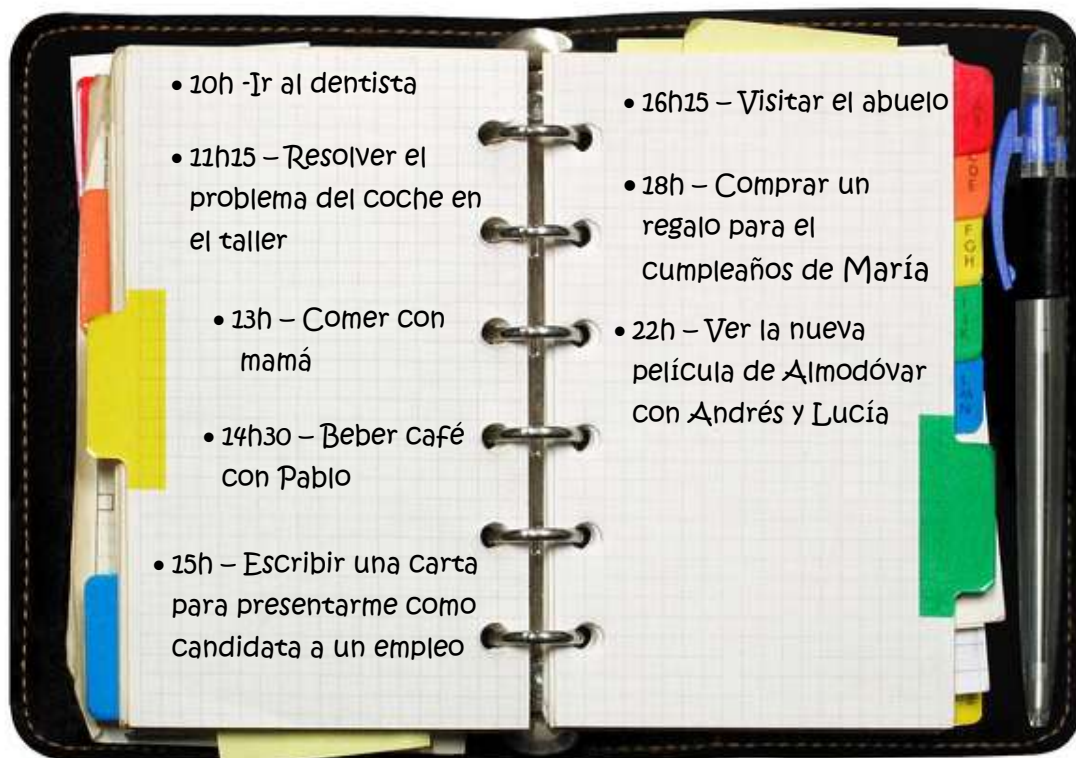 • 10h -Ir al dentista
• 11h15 – Resolver el
problema del coche en
el taller
• 13h – Comer con
mamá
• 14h30 – Beber café
con Pablo
• 15h – Escribir una carta
para presentarme como
candidata a un empleo
• 16h15 – Visitar el abuelo
• 18h – Comprar un
regalo para el
cumpleaños de María
• 22h – Ver la nueva
película de Almodóvar
con Andrés y Lucía
F
G
H